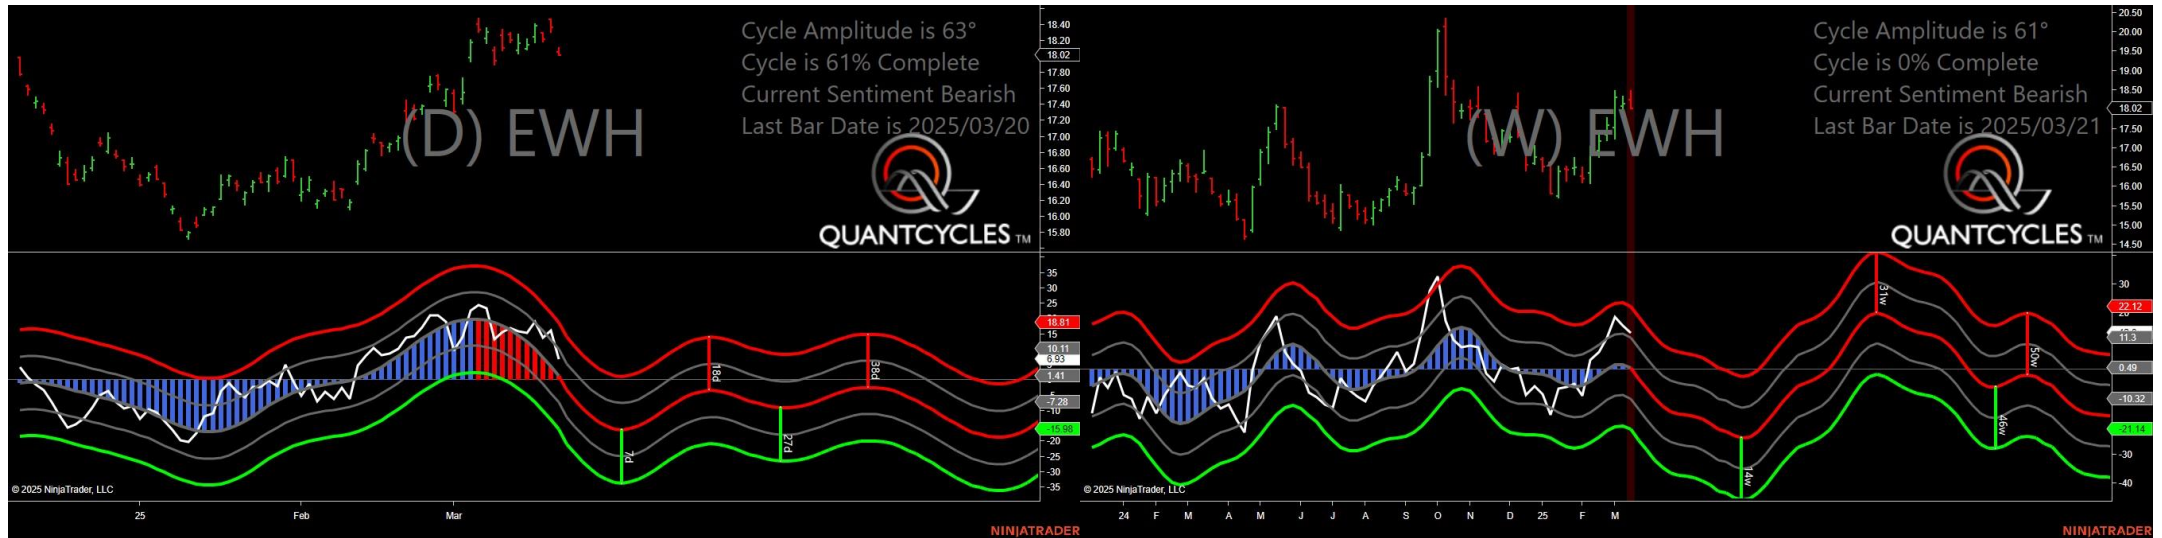 Cycle Amplitude is 63°
Cycle is 61% Complete
Current Sentiment Bearish
Last Bar Date is 2025/03/20
(D) EWH
QUANTCYCLES TM
18.40
18.20
18.02
17.80
17.60
17.40
17.20
17.00
16.80
16.60
16.40
16.20
16.00
15.80
35
30
25
18.81
15
10.11
6.93
1.41
-5
-7.28
-10
-15.98
-20
-25
-30
-35
18d
38d
7d
27d
© 2025 NinjaTrader, LLC
25
Feb
Mar
NINJATRADER
Cycle Amplitude is 61°
Cycle is 0% Complete
Current Sentiment Bearish
Last Bar Date is 2025/03/21
(W) EWH
QUANTCYCLES TM
20.50
20.00
19.50
19.00
18.50
18.02
17.50
17.00
16.50
16.00
15.50
15.00
14.50
30
22.12
20
11.3
0.49
-10.32
-21.14
-30
-40
31w
50w
46w
14w
© 2025 NinjaTrader, LLC
24
F
M
A
M
J
J
A
S
O
N
D
25
F
M
NINJATRADER